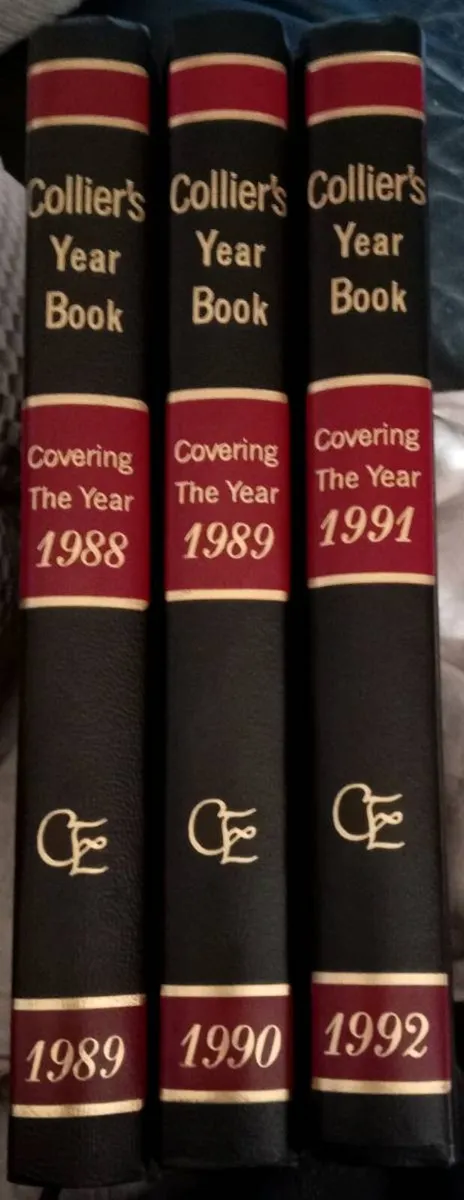 Collier's
Year
Book
Covering
The Year
1988
CE
1989
Collier's
Year
Book
Covering
The Year
1989
CE
1990
Collier's
Year
Book
Covering
The Year
1991
CE
1992